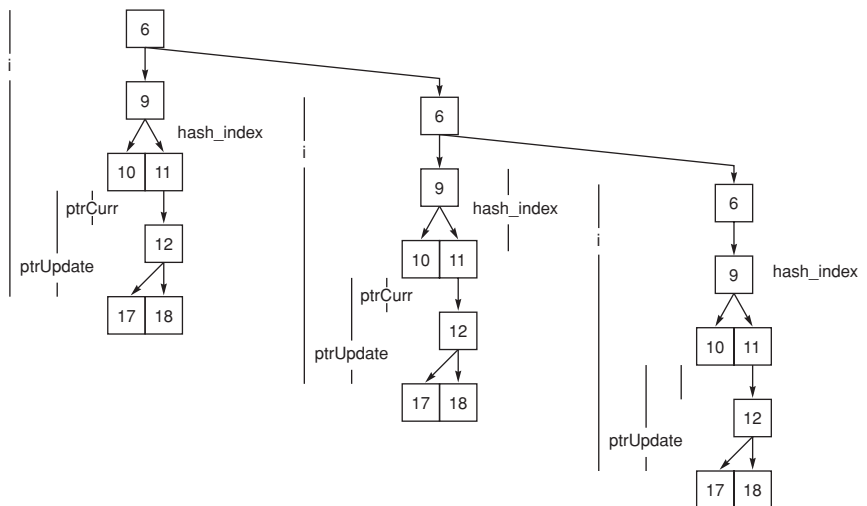 6
i
9
hash_index
10 11
ptrCurr
12
ptrUpdate
17 18
6
i
9
hash_index
10 11
ptrCurr
12
ptrUpdate
17 18
6
i
9
hash_index
10 11
12
ptrUpdate
17 18